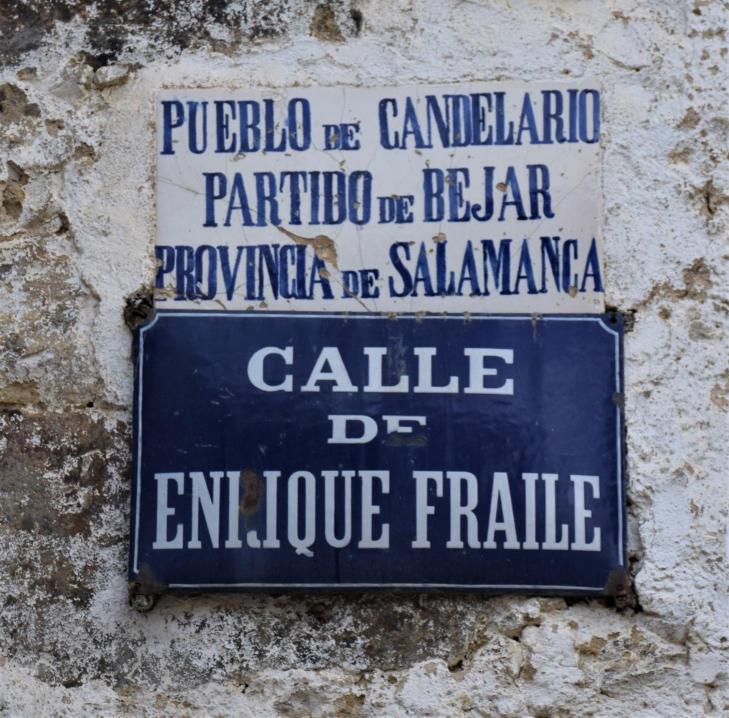 PUEBLO DE CANDELARIO
PARTIDO DE BEJAR
PROVINCIA DE SALAMANCA
CALLE
DE
ENRIQUE FRAILE